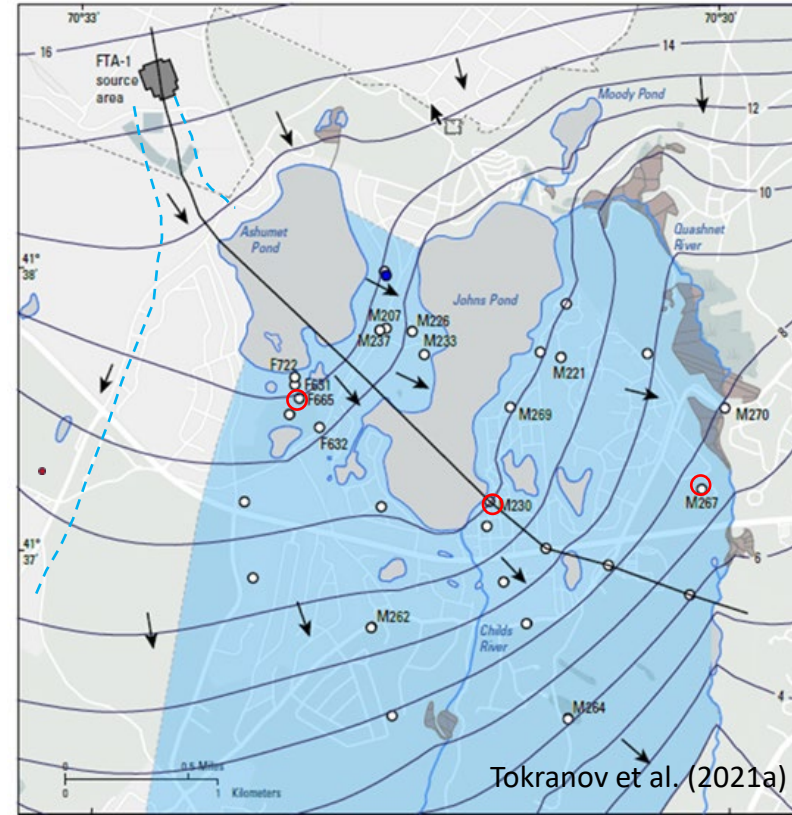 70°33'
70°30'
16
14
FTA-1
source
area
Moody Pond
12
10
Ashumet
Pond
Quashnet
River
41°
38'
Johns Pond
M207
M226
M237
M233
8
F722
F631
M221
F665
M269
M270
F632
M230
M267
41°
37'
6
M262
Childs
River
4
M264
0 0.5 Miles
0 1 Kilometers
Tokranov et al. (2021a)